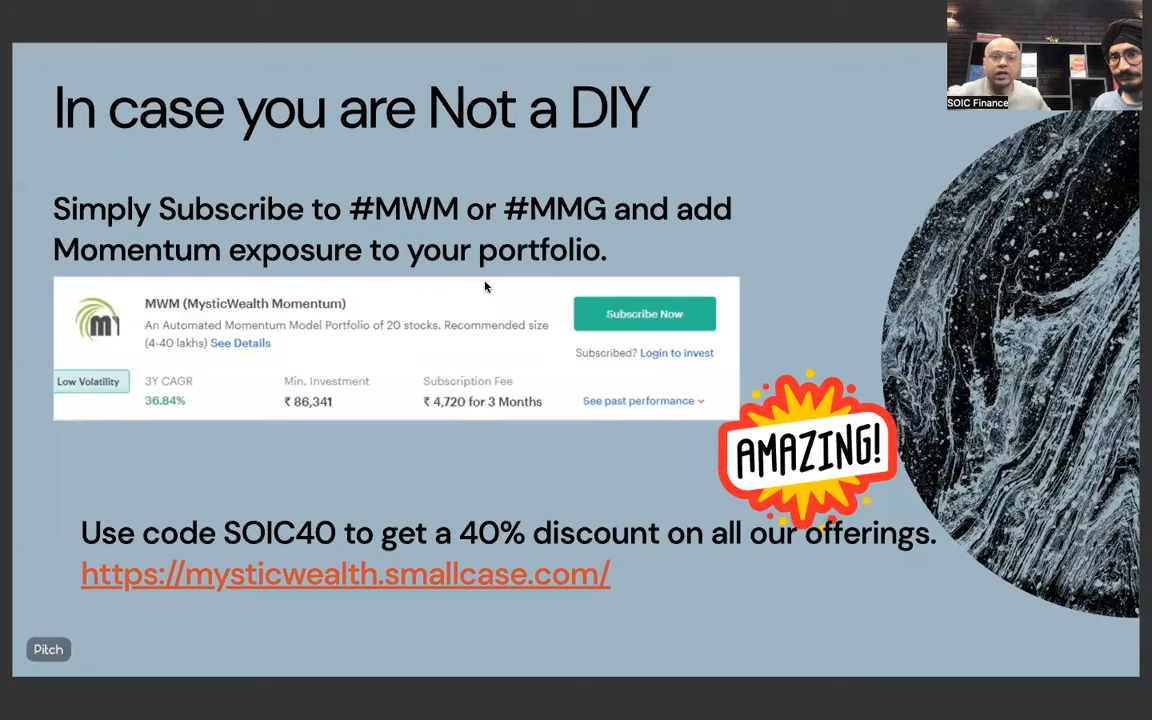 SOIC Finance
In case you are Not a DIY
Simply Subscribe to #MWM or #MMG and add
Momentum exposure to your portfolio.
m
MWM (MysticWealth Momentum)
An Automated Momentum Model Portfolio of 20 stocks. Recommended size
(4-40 lakhs) See Details
Subscribe Now
Subscribed? Login to invest
Low Volatility
3Y CAGR
36.84%
Min. Investment
₹ 86,341
Subscription Fee
₹ 4,720 for 3 Months
See past performance
AMAZING!
Use code SOIC40 to get a 40% discount on all our offerings.
https://mysticwealth.smallcase.com/
Pitch